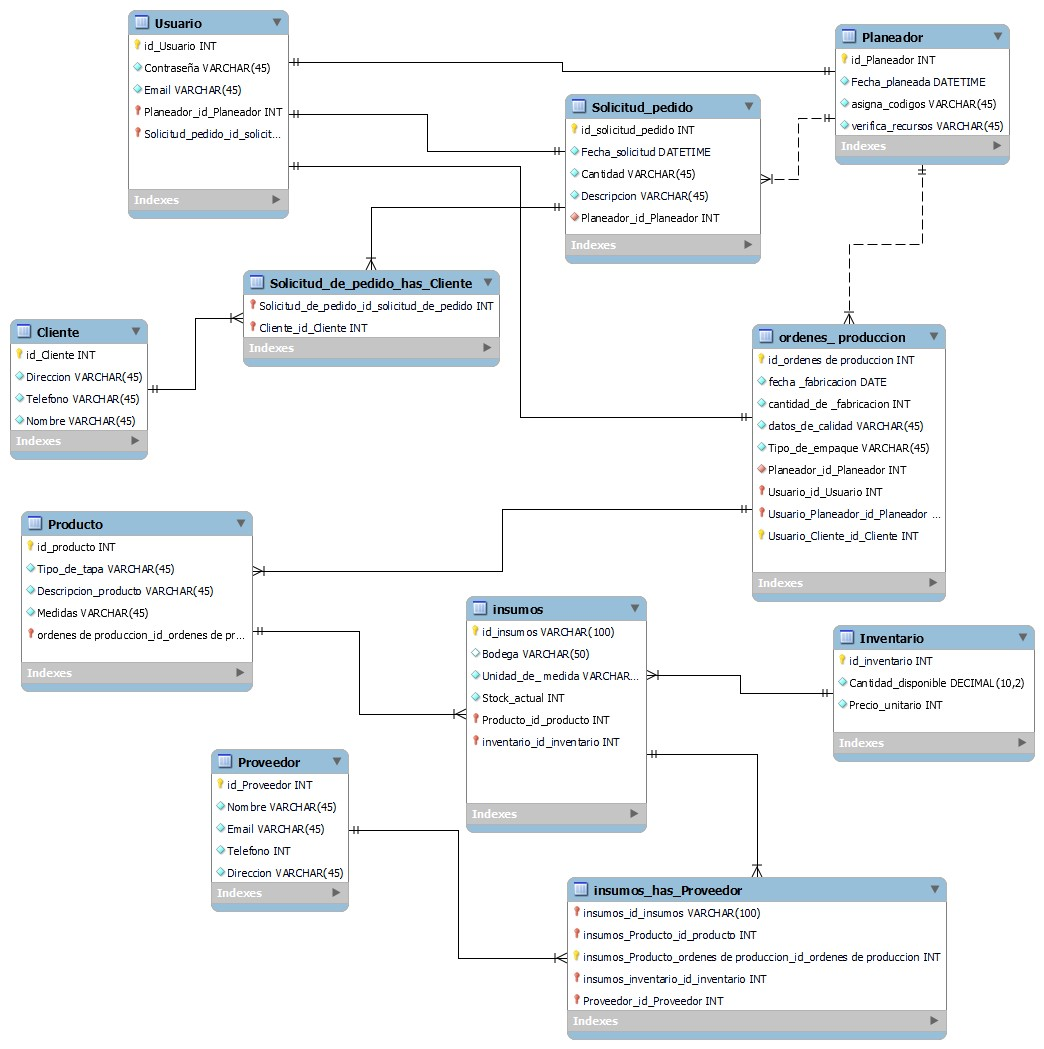 Usuario
id_Usuario INT
Contraseña VARCHAR(45)
Email VARCHAR(45)
Planeador_id_Planeador INT
Solicitud_pedido_id_solicit...
Indexes
Planeador
id_Planeador INT
Fecha_planeada DATETIME
asigna_codigos VARCHAR(45)
verifica_recursos VARCHAR(45)
Indexes
Solicitud_pedido
id_solicitud_pedido INT
Fecha_solicitud DATETIME
Cantidad VARCHAR(45)
Descripcion VARCHAR(45)
Planeador_id_Planeador INT
Indexes
Solicitud_de_pedido_has_Cliente
Solicitud_de_pedido_id_solicitud_de_pedido INT
Cliente_id_Cliente INT
Indexes
Cliente
id_Cliente INT
Direccion VARCHAR(45)
Telefono VARCHAR(45)
Nombre VARCHAR(45)
Indexes
ordenes_ produccion
id_ordenes de produccion INT
fecha _fabricacion DATE
cantidad_de _fabricacion INT
datos_de_calidad VARCHAR(45)
Tipo_de_empaque VARCHAR(45)
Planeador_id_Planeador INT
Usuario_id_Usuario INT
Usuario_Planeador_id_Planeador ...
Usuario_Cliente_id_Cliente INT
Indexes
Producto
id_producto INT
Tipo_de_tapa VARCHAR(45)
Descripcion_producto VARCHAR(45)
Medidas VARCHAR(45)
ordenes de produccion_id_ordenes de pr...
Indexes
insumos
id_insumos VARCHAR(100)
Bodega VARCHAR(50)
Unidad_de_ medida VARCHAR...
Stock_actual INT
Producto_id_producto INT
inventario_id_inventario INT
Indexes
Inventario
id_inventario INT
Cantidad_disponible DECIMAL(10,2)
Precio_unitario INT
Indexes
Proveedor
id_Proveedor INT
Nombre VARCHAR(45)
Email VARCHAR(45)
Telefono INT
Direccion VARCHAR(45)
Indexes
insumos_has_Proveedor
insumos_id_insumos VARCHAR(100)
insumos_Producto_id_producto INT
insumos_Producto_ordenes de produccion_id_ordenes de produccion INT
insumos_inventario_id_inventario INT
Proveedor_id_Proveedor INT
Indexes